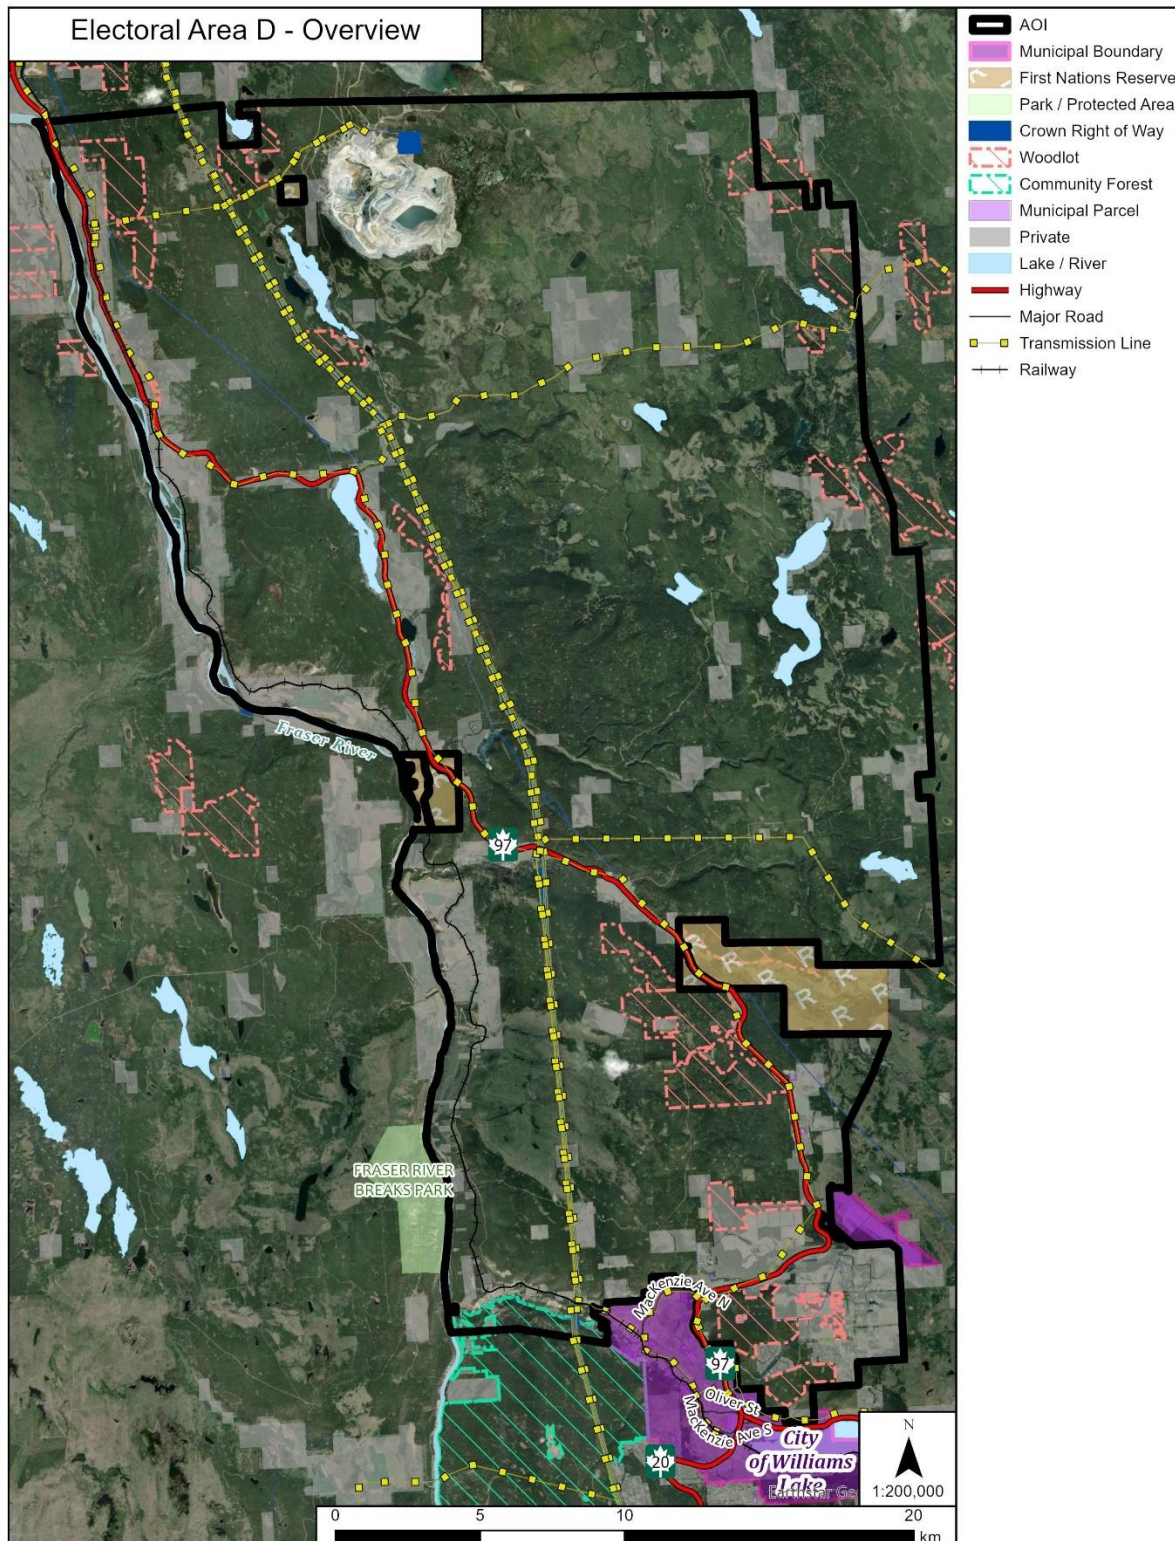 Electoral Area D - Overview
AOI
Municipal Boundary
First Nations Reserve
Park / Protected Area
Crown Right of Way
Woodlot
Community Forest
Municipal Parcel
Private
Lake / River
Highway
Major Road
Transmission Line
Railway
Fraser River
97
R
R
R
R
R
R
R
R
R
FRASER RIVER
BREAKS PARK
MacKenzie Ave N
97
Oliver St
MacKenzie Ave S
20
City
of Williams
Lake
Earthstar Geo
N
1:200,000
0 5 10 20
km